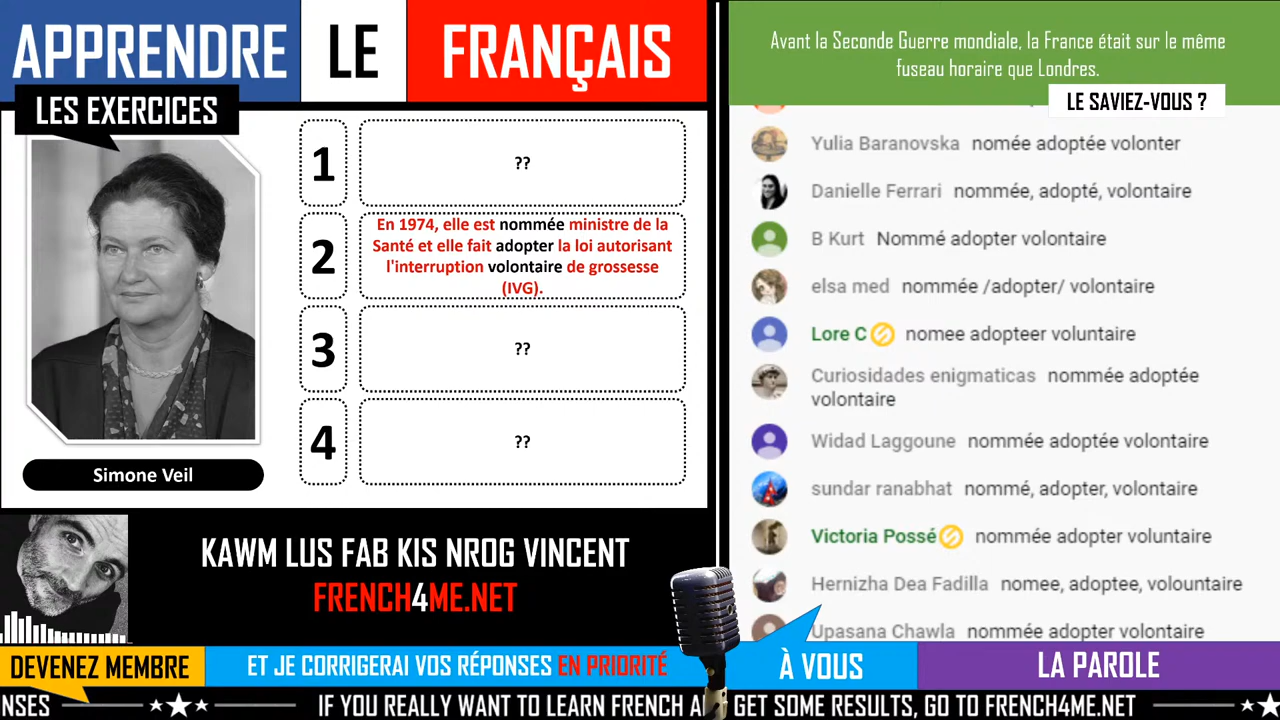 APPRENDRE LE FRANÇAIS
LES EXERCICES
1
??
2
En 1974, elle est nommée ministre de la
Santé et elle fait adopter la loi autorisant
l'interruption volontaire de grossesse
(IVG).
3
??
4
??
Simone Veil
KAWM LUS FAB KIS NROG VINCENT
FRENCH4ME.NET
DEVENEZ MEMBRE
ET JE CORRIGERAI VOS RÉPONSES EN PRIORITÉ
Avant la Seconde Guerre mondiale, la France était sur le même
fuseau horaire que Londres.
LE SAVIEZ-VOUS ?
Yulia Baranovska nomée adoptée volonter
Danielle Ferrari nommée, adopté, volontaire
B Kurt Nommé adopter volontaire
elsa med nommée /adopter/ volontaire
Lore C nomee adopteer voluntaire
Curiosidades enigmaticas nommée adoptée
volontaire
Widad Laggoune nommée adoptée volontaire
sundar ranabhat nommé, adopter, volontaire
Victoria Possé nommée adopter voluntaire
Hernizha Dea Fadilla nomee, adoptee, volountaire
Upasana Chawla nommée adopter volontaire
À VOUS
LA PAROLE
NSES
IF YOU REALLY WANT TO LEARN FRENCH A GET SOME RESULTS, GO TO FRENCH4ME.NET